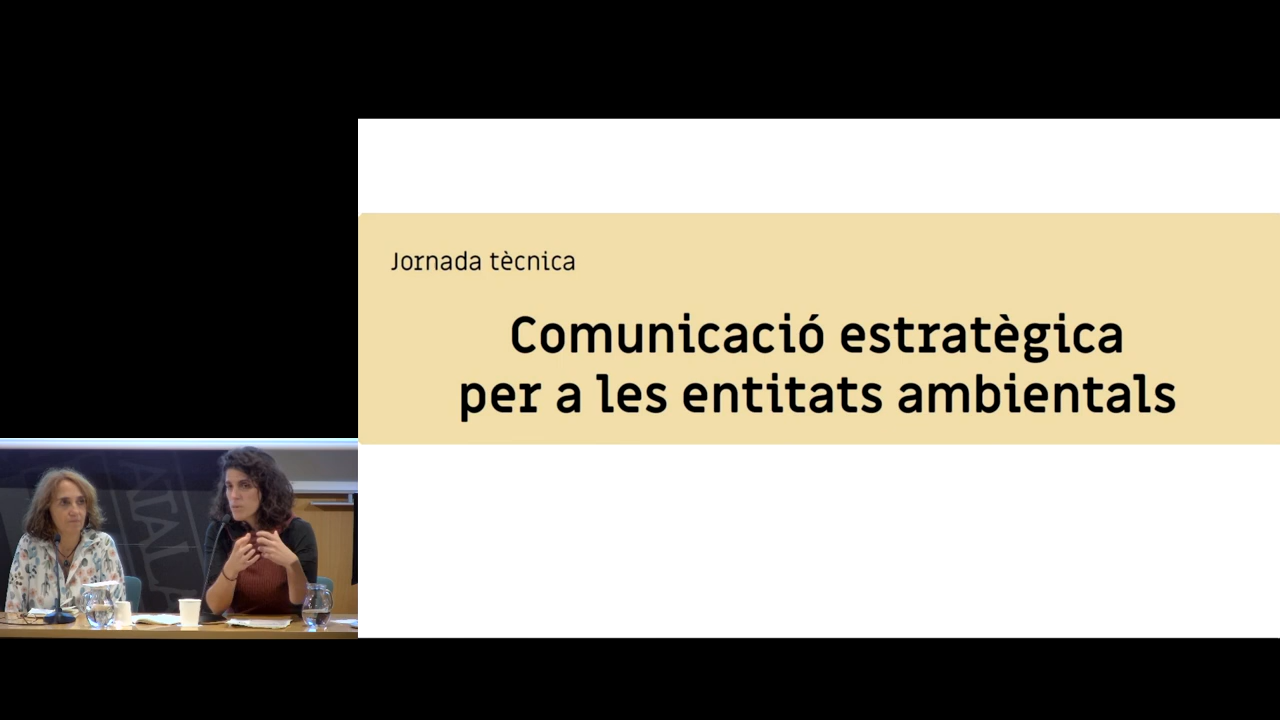 Jornada tècnica
Comunicació estratègica
per a les entitats ambientals